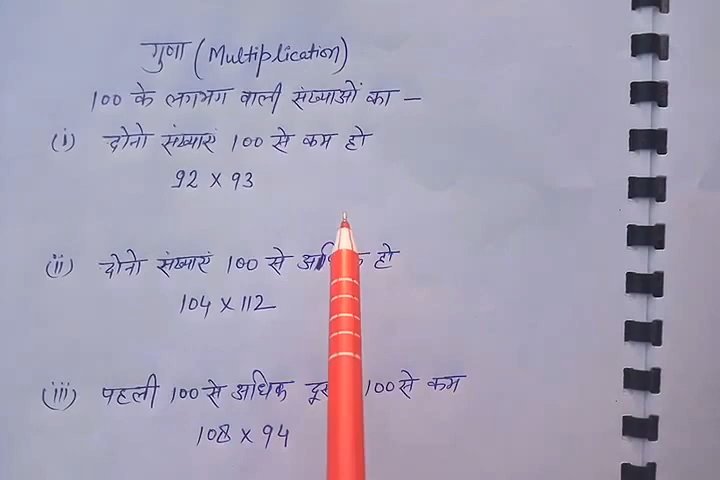 गुणा (Multiplication)
100 के लगभग वाली संख्याओं का —
(i) दोनो संख्याएं 100 से कम हो
92 × 93
(ii) दोनो संख्याएं 100 से हो
104 × 112
(iii) पहली 100 से अधिक 100 से कम
108 × 94